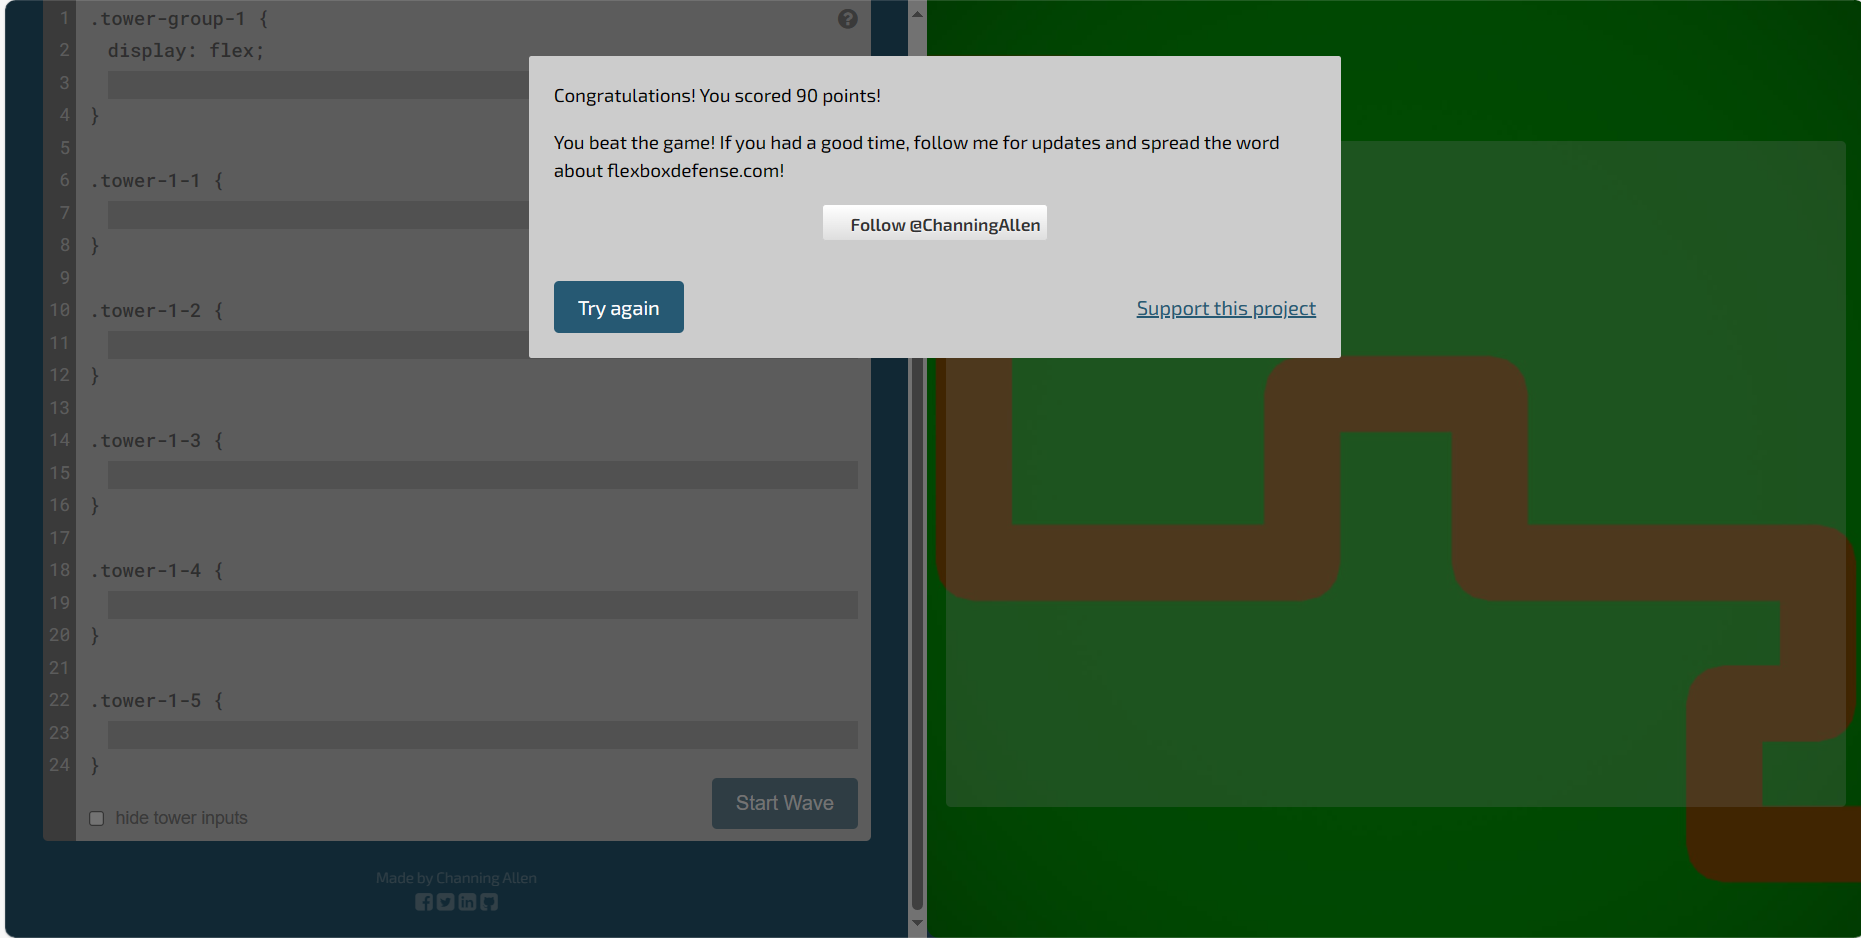 1 .tower-group-1 {
2 display: flex;
3
4 }
5
6 .tower-1-1 {
7
8 }
9
10 .tower-1-2 {
11
12 }
13
14 .tower-1-3 {
15
16 }
17
18 .tower-1-4 {
19
20 }
21
22 .tower-1-5 {
23
24 }
hide tower inputs
Start Wave
Made by Channing Allen
Congratulations! You scored 90 points!
You beat the game! If you had a good time, follow me for updates and spread the word
about flexboxdefense.com!
Follow @ChanningAllen
Try again
Support this project